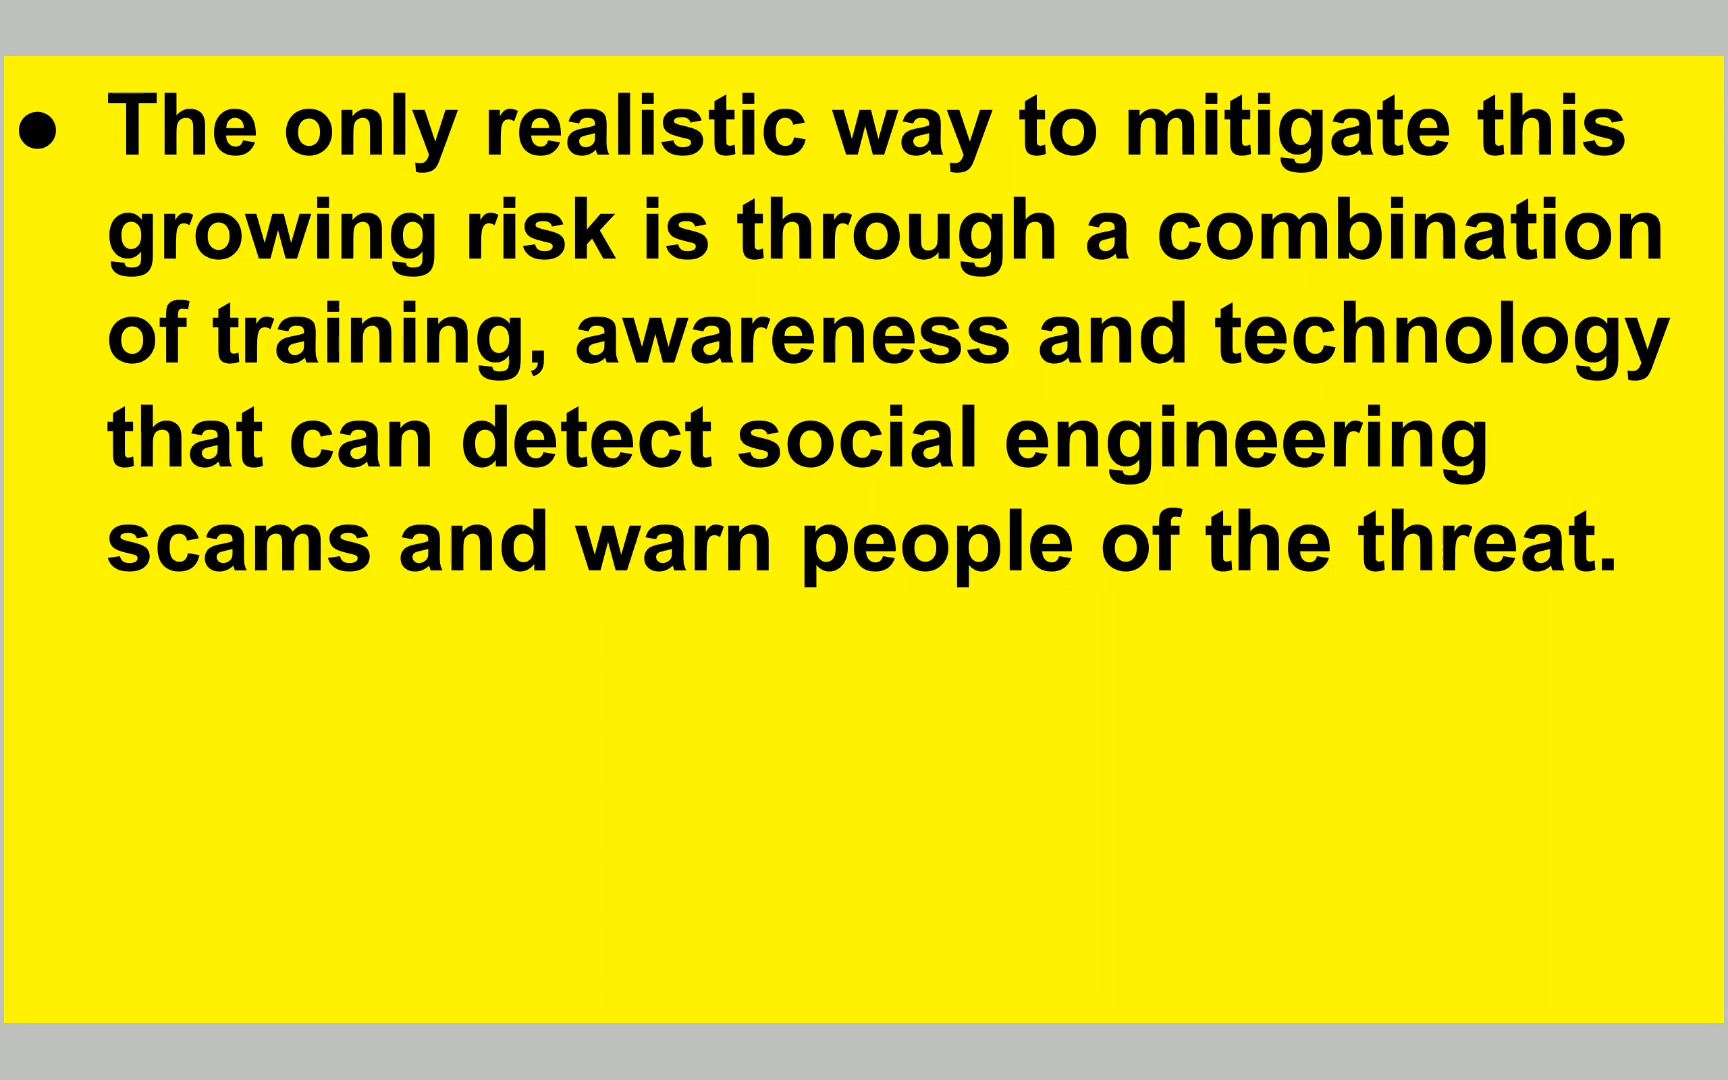 ● The only realistic way to mitigate this
growing risk is through a combination
of training, awareness and technology
that can detect social engineering
scams and warn people of the threat.